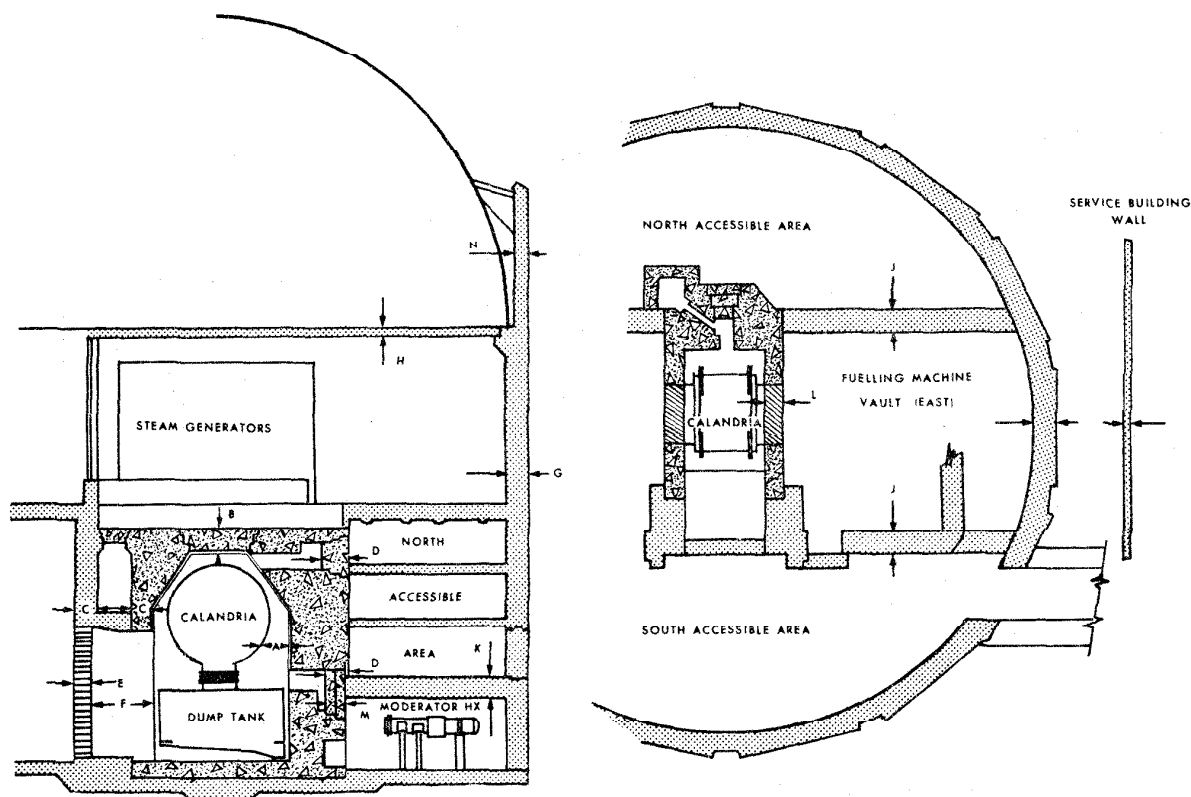 N
H
STEAM GENERATORS
G
B
NORTH
D
ACCESSIBLE
C
C
CALANDRIA
A
AREA
K
D
E
F
DUMP TANK
M
MODERATOR HX
SERVICE BUILDING
WALL
NORTH ACCESSIBLE AREA
J
FUELLING MACHINE
VAULT (EAST)
L
CALANDRIA
J
SOUTH ACCESSIBLE AREA